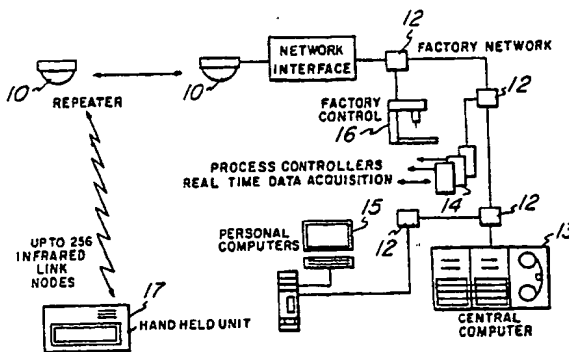 12
FACTORY NETWORK
NETWORK
INTERFACE
10
10
REPEATER
12
FACTORY
CONTROL
16
PROCESS CONTROLLERS
REAL TIME DATA ACQUISITION
14
15
PERSONAL
COMPUTERS
12
12
13
UP TO 256
INFRARED
LINK
NODES
17
HAND HELD UNIT
CENTRAL
COMPUTER